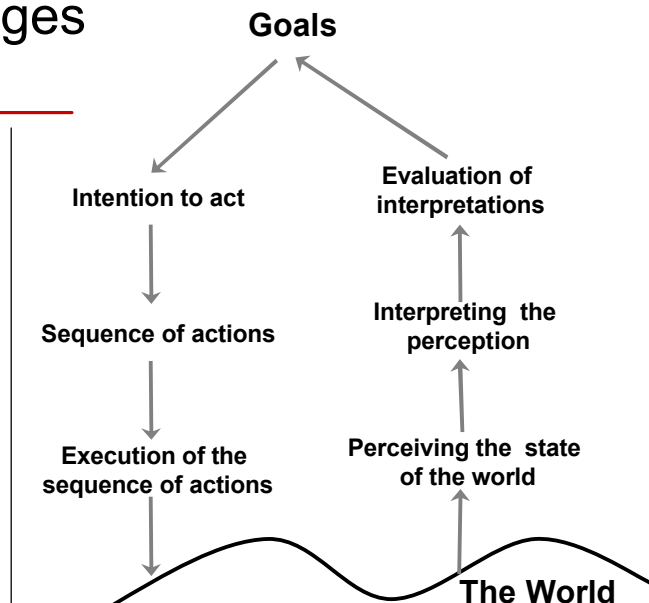 ges
Goals
Intention to act
Evaluation of
interpretations
Sequence of actions
Interpreting the
perception
Execution of the
sequence of actions
Perceiving the state
of the world
The World